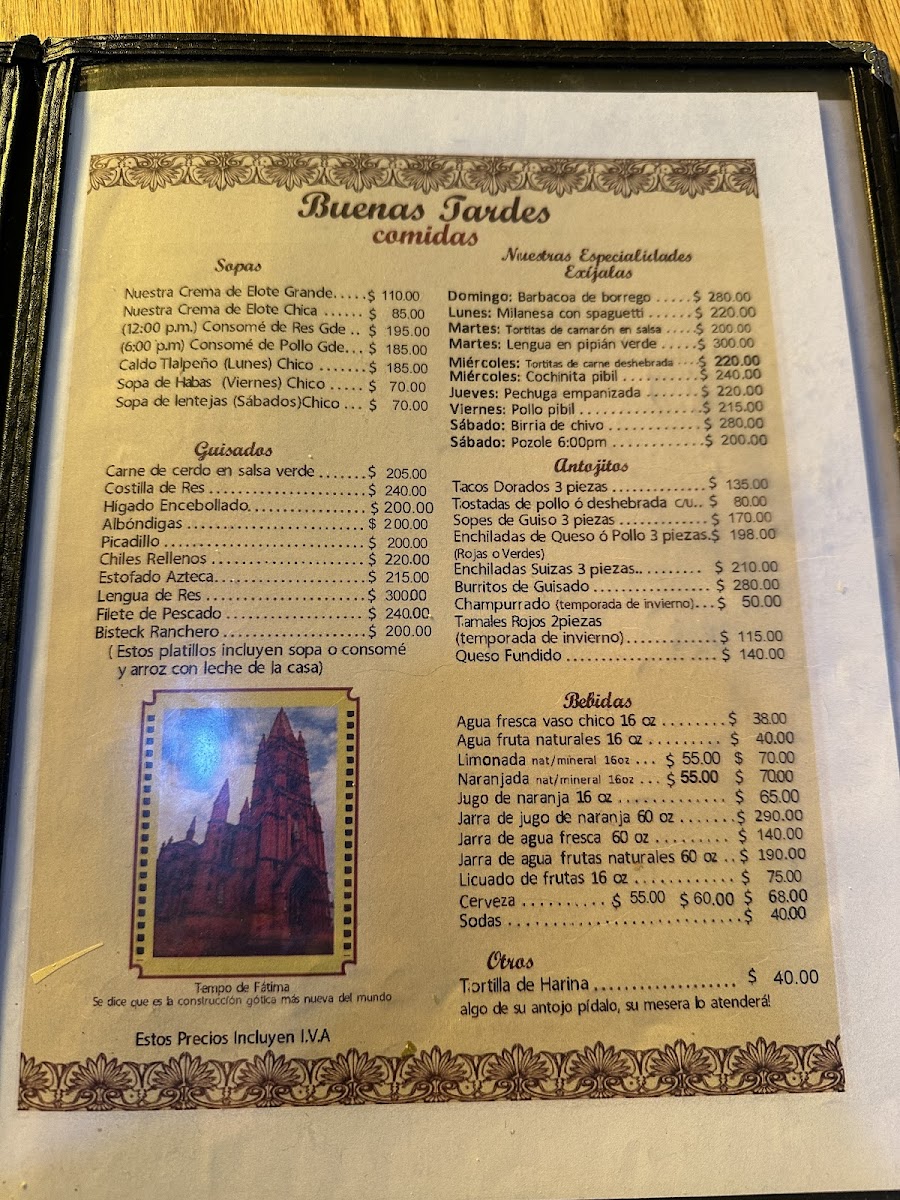 Buenas Tardes
comidas
Sopas
Nuestra Crema de Elote Grande.....$ 110.00
Nuestra Crema de Elote Chica ......$ 85.00
(12:00 p.m.) Consomé de Res Gde .. $ 195.00
(6:00 p.m) Consomé de Pollo Gde... $ 185.00
Caldo Tlalpeño (Lunes) Chico ...... $ 185.00
Sopa de Habas (Viernes) Chico ..... $ 70.00
Sopa de lentejas (Sábados)Chico ... $ 70.00
Guisados
Carne de cerdo en salsa verde ......$ 205.00
Costilla de Res ......................$ 240.00
Higado Encebollado................$ 200.00
Albóndigas .........................$ 200.00
Picadillo ............................$ 200.00
Chiles Rellenos .....................$ 220.00
Estofado Azteca.....................$ 215.00
Lengua de Res ......................$ 30000
Filete de Pescado ...................$ 240.00
Bisteck Ranchero ....................$ 200.00
( Estos platillos incluyen sopa o consomé
y arroz con leche de la casa)
Tempo de Fátima
Se dice que es la construcción gótica más nueva del mundo
Estos Precios Incluyen I.V.A
Nuestras Especialidades
Exíjalas
Domingo: Barbacoa de borrego .....$ 280.00
Lunes: Milanesa con spaguetti ......$ 220.00
Martes: Tortitas de camarón en salsa .....$ 200.00
Martes: Lengua en pipián verde .....$ 300.00
Miércoles: Tortitas de carne deshebrada ....$ 220.00
Miércoles: Cochinita pibil ..........$ 240.00
Jueves: Pechuga empanizada .......$ 220.00
Viernes: Pollo pibil ................$ 215.00
Sábado: Birria de chivo .............$ 280.00
Sábado: Pozole 6:00pm ............$ 200.00
Antojitos
Tacos Dorados 3 piezas ............$ 135.00
Tostadas de pollo ó deshebrada c/u.. $ 80.00
Sopes de Guiso 3 piezas ............$ 170.00
Enchiladas de Queso ó Pollo 3 piezas.$ 198.00
(Rojas o Verdes)
Enchiladas Suizas 3 piezas.. ........ $ 210.00
Burritos de Guisado ...............$ 280.00
Champurrado (temporada de invierno)...$ 50.00
Tamales Rojos 2piezas
(temporada de invierno)............$ 115.00
Queso Fundido .................. ....$ 140.00
Bebidas
Agua fresca vaso chico 16 oz ........$ 38.00
Agua fruta naturales 16 oz ......... $ 40.00
Limonada nat/mineral 16oz ... $ 55.00 $ 70.00
Naranjada nat/mineral 16oz ... $ 55.00 $ 70.00
Jugo de naranja 16 oz ............. $ 65.00
Jarra de jugo de naranja 60 oz .......$ 290.00
Jarra de agua fresca 60 oz ......... $ 140.00
Jarra de agua frutas naturales 60 oz ..$ 190.00
Licuado de frutas 16 oz ............ $ 75.00
Cerveza ..........$ 55.00 $ 60.00 $ 68.00
Sodas ...........................$ 40.00
Otros
Tortilla de Harina ................... $ 40.00
algo de su antojo pídalo, su mesera lo atenderá!